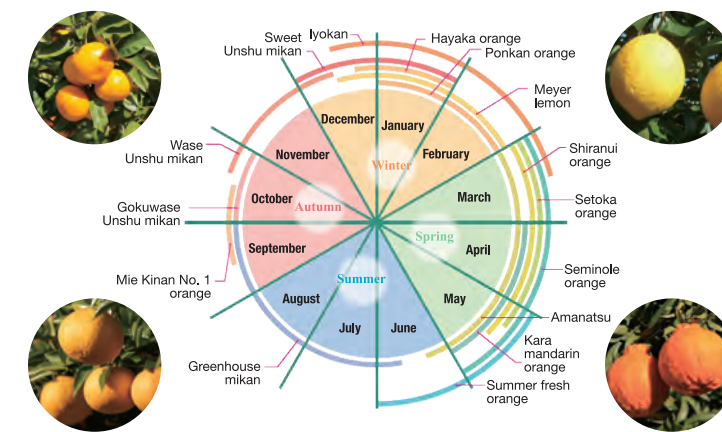 Sweet
Unshu mikan
Iyokan
Hayaka orange
Ponkan orange
Meyer
lemon
December
January
Wase
Unshu mikan
November
February
Winter
Shiranui
orange
Gokuwase
Unshu mikan
October
Autumn
March
Setoka
orange
Spring
September
April
Mie Kinan No. 1
orange
Summer
Seminole
orange
August
May
July
June
Amanatsu
Kara
mandarin
orange
Greenhouse
mikan
Summer fresh
orange